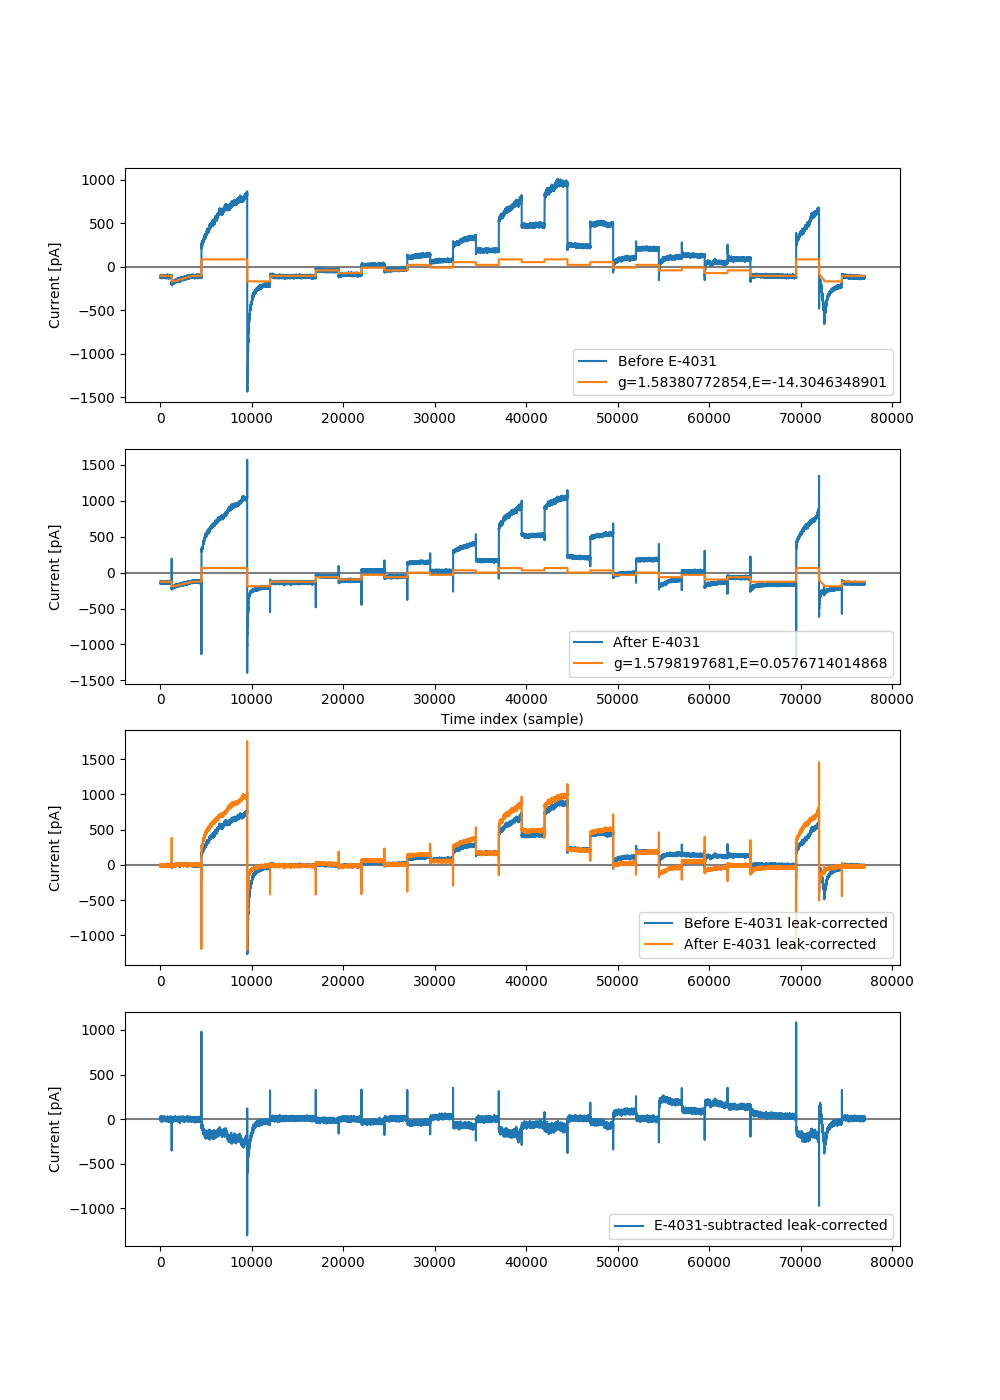 1000
500
0
−500
−1000
−1500
Current [pA]
Before E-4031
g=1.58380772854,E=-14.3046348901
0 10000 20000 30000 40000 50000 60000 70000 80000
1500
1000
500
0
−500
−1000
−1500
Current [pA]
After E-4031
g=1.5798197681,E=0.0576714014868
0 10000 20000 30000 40000 50000 60000 70000 80000
Time index (sample)
1500
1000
500
0
−500
−1000
Current [pA]
Before E-4031 leak-corrected
After E-4031 leak-corrected
0 10000 20000 30000 40000 50000 60000 70000 80000
1000
500
0
−500
−1000
Current [pA]
E-4031-subtracted leak-corrected
0 10000 20000 30000 40000 50000 60000 70000 80000